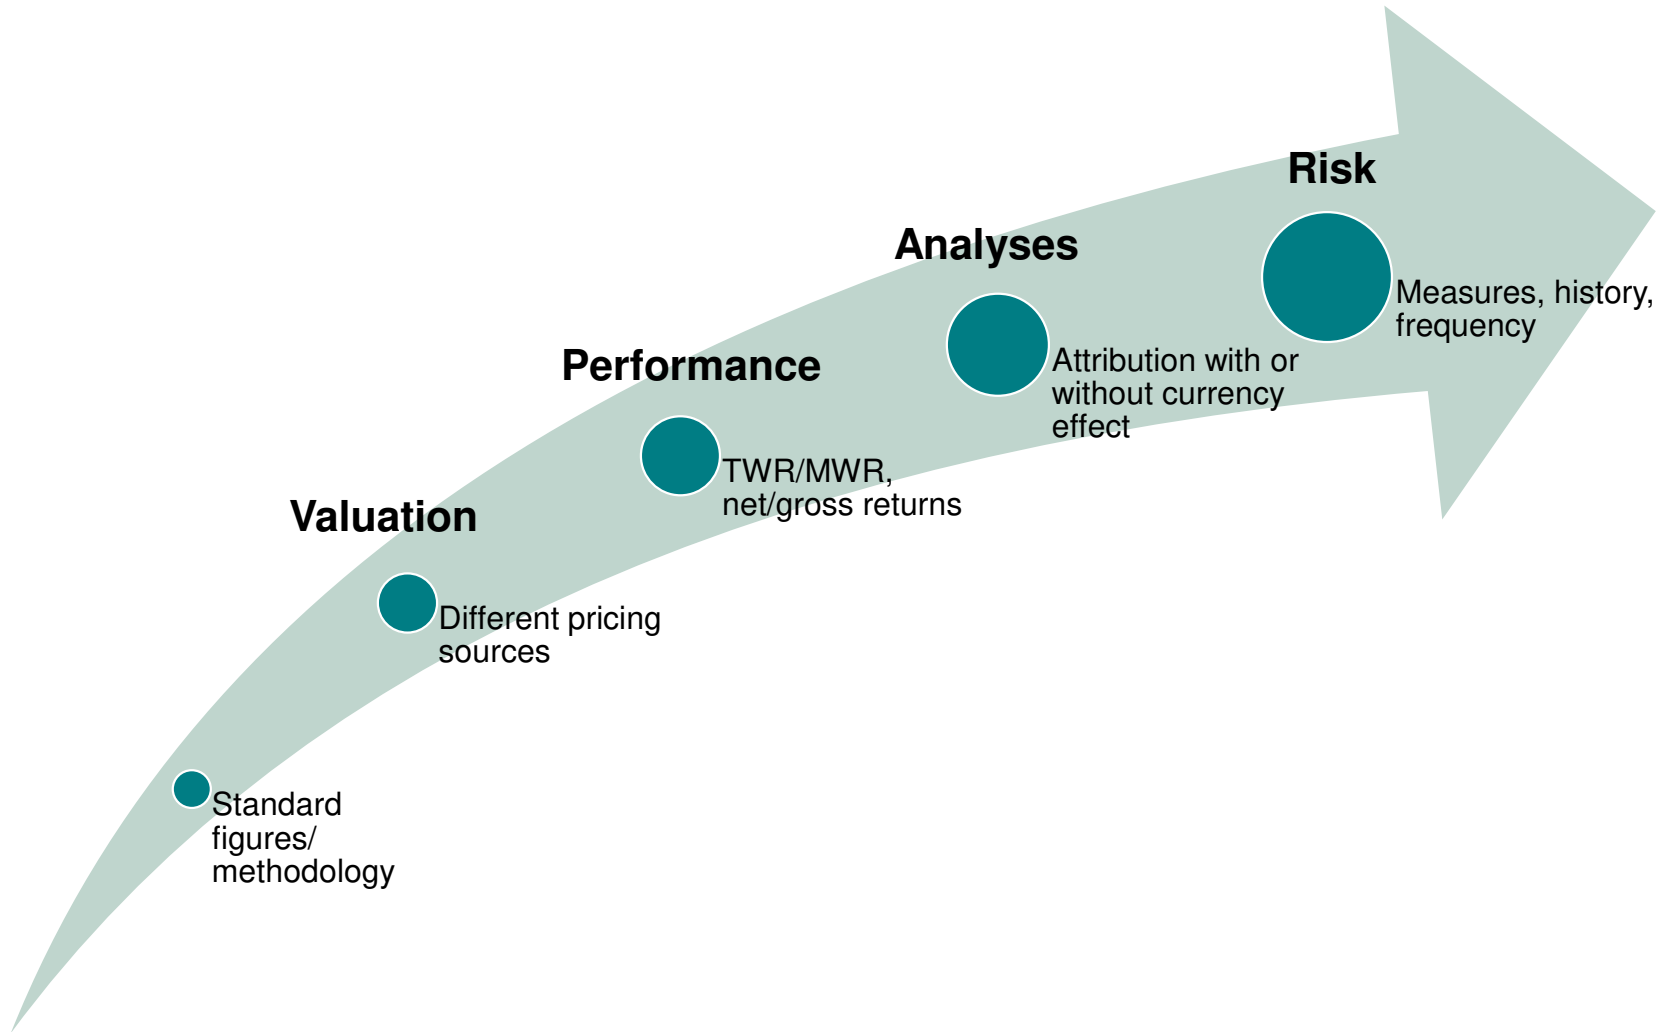 Risk
Measures, history,
frequency
Analyses
Attribution with or
without currency
effect
Performance
TWR/MWR,
net/gross returns
Valuation
Different pricing
sources
Standard
figures/
methodology